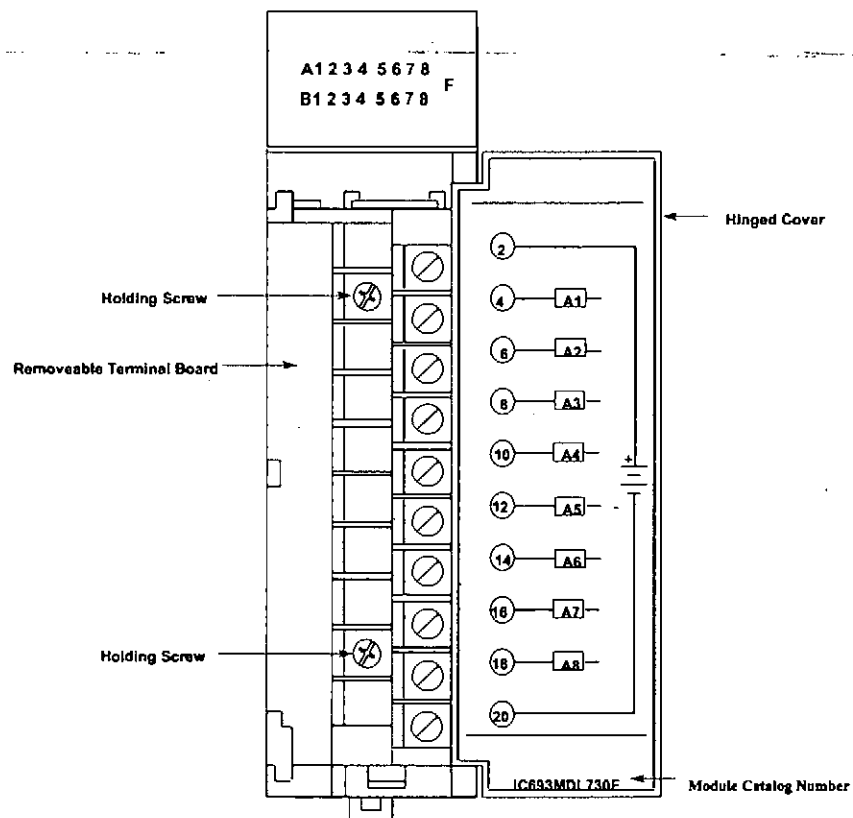 A1 2 3 4 5 6 7 8
F
B1 2 3 4 5 6 7 8
Hinged Cover
2
Holding Screw
4 A1
6 A2
Removeable Terminal Board
8 A3
10 A4
+
12 A5
14 A6
16 A7
Holding Screw
18 A8
20
IC693MDL730F
Module Catalog Number